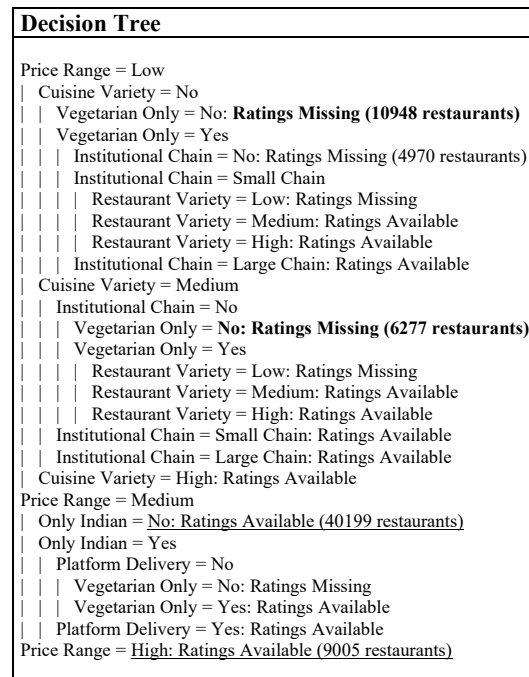 Decision Tree
Price Range = Low
| Cuisine Variety = No
| | Vegetarian Only = No: Ratings Missing (10948 restaurants)
| | Vegetarian Only = Yes
| | | Institutional Chain = No: Ratings Missing (4970 restaurants)
| | | Institutional Chain = Small Chain
| | | | Restaurant Variety = Low: Ratings Missing
| | | | Restaurant Variety = Medium: Ratings Available
| | | | Restaurant Variety = High: Ratings Available
| | | Institutional Chain = Large Chain: Ratings Available
| Cuisine Variety = Medium
| | Institutional Chain = No
| | | Vegetarian Only = No: Ratings Missing (6277 restaurants)
| | | Vegetarian Only = Yes
| | | | Restaurant Variety = Low: Ratings Missing
| | | | Restaurant Variety = Medium: Ratings Available
| | | | Restaurant Variety = High: Ratings Available
| | Institutional Chain = Small Chain: Ratings Available
| | Institutional Chain = Large Chain: Ratings Available
| Cuisine Variety = High: Ratings Available
Price Range = Medium
| Only Indian = No: Ratings Available (40199 restaurants)
| Only Indian = Yes
| | Platform Delivery = No
| | | Vegetarian Only = No: Ratings Missing
| | | Vegetarian Only = Yes: Ratings Available
| | Platform Delivery = Yes: Ratings Available
Price Range = High: Ratings Available (9005 restaurants)